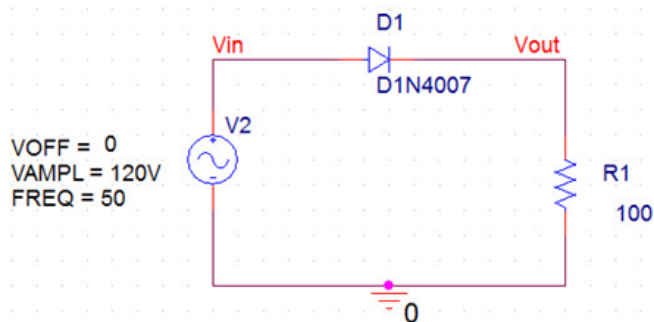 D1
Vin
Vout
D1N4007
V2
VOFF = 0
VAMPL = 120V
FREQ = 50
R1
100
0